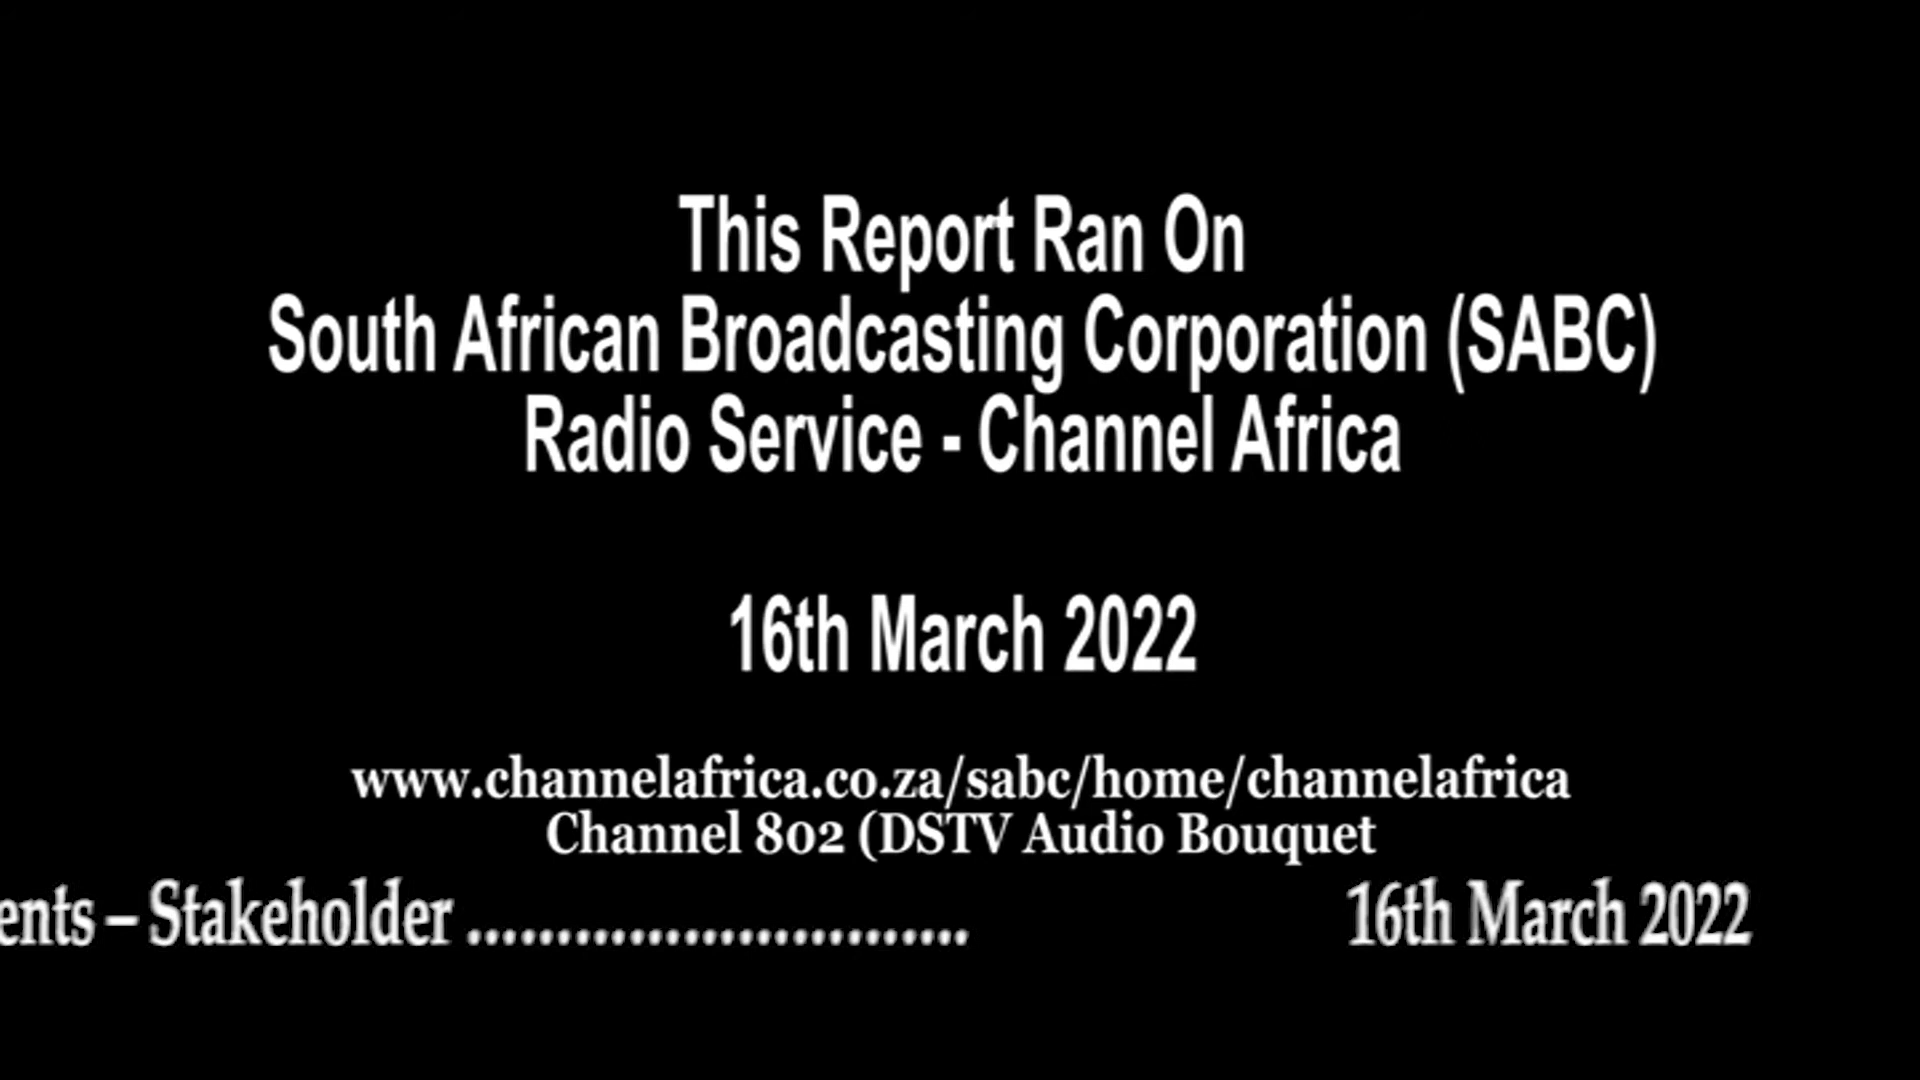 This Report Ran On
South African Broadcasting Corporation (SABC)
Radio Service - Channel Africa
16th March 2022
www.channelafrica.co.za/sabc/home/channelafrica
Channel 802 (DSTV Audio Bouquet
ents – Stakeholder ............................ 16th March 2022